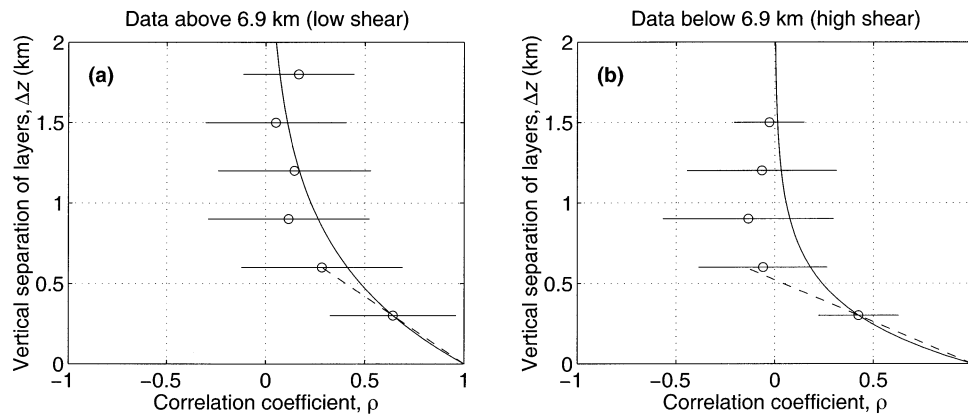 Data above 6.9 km (low shear)
(a)
Vertical separation of layers, Δz (km)
2
1.5
1
0.5
0
-1
-0.5
0
0.5
1
Correlation coefficient, ρ
Data below 6.9 km (high shear)
(b)
Vertical separation of layers, Δz (km)
2
1.5
1
0.5
0
-1
-0.5
0
0.5
Correlation coefficient, ρ